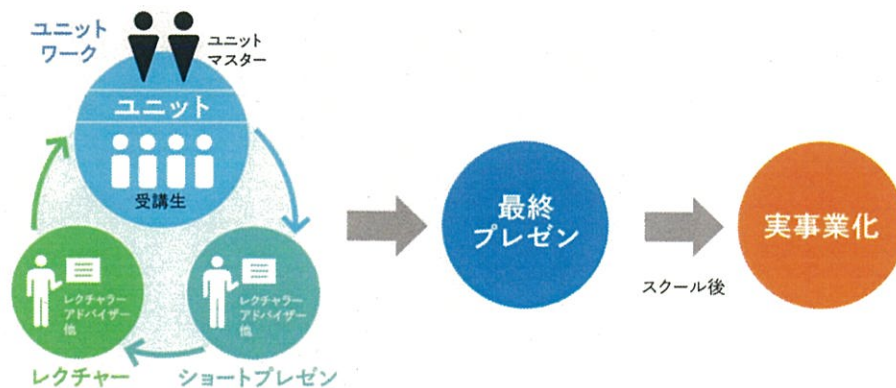 ユニット
ワーク
ユニット
マスター
ユニット
受講生
レクチャラー
アドバイザー
他
レクチャラー
アドバイザー
他
レクチャー
ショートプレゼン
最終
プレゼン
スクール後
実事業化